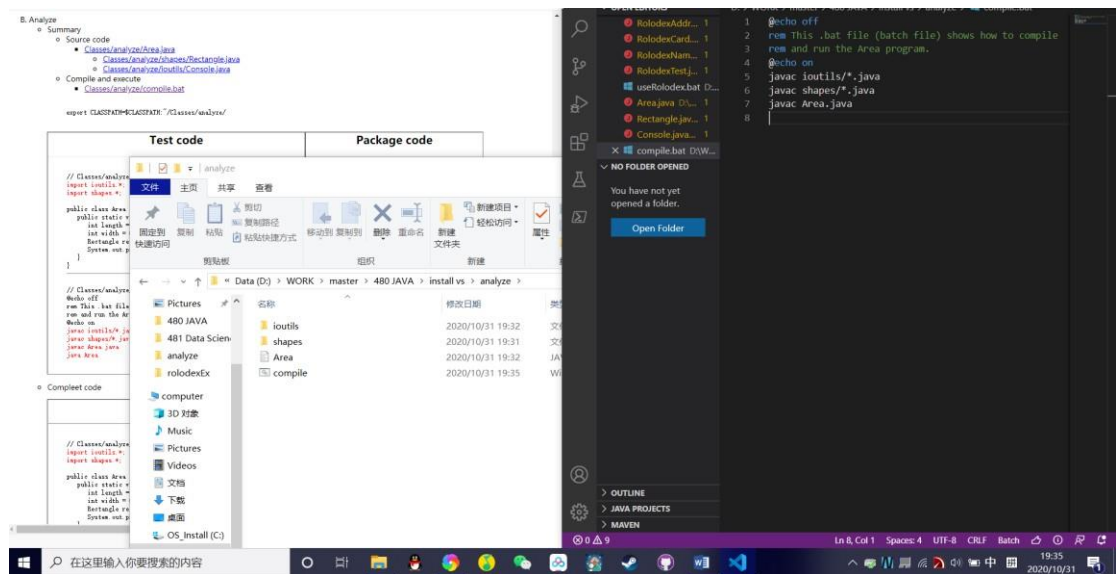 B. Analyze
Summary
Source code
Classes/analyze/Area.java
Classes/analyze/shapes/Rectangle.java
Classes/analyze/ioutils/Console.java
Compile and execute
Classes/analyze/compile.bat
export CLASSPATH=$CLASSPATH:~/Classes/analyze/
Test code
Package code
// Classes/analyze
import ioutils.*;
import shapes.*;
public class Area
public static v
int length =
int width =
Rectangle re
System.out.p
}
}
// Classes/analyze
@echo off
rem This .bat file
rem and run the Ar
@echo on
javac ioutils/*.ja
javac shapes/*.jav
javac Area.java
java Area
Compleet code
// Classes/analyze
import ioutils.*;
import shapes.*;
public class Area
public static v
int length =
int width =
Rectangle re
System.out.p
analyze
文件 主页 共享 查看
固定到快速访问
复制
粘贴
剪切
复制路径
粘贴快捷方式
剪贴板
移动到 复制到 删除 重命名
组织
新建文件夹
新建项目
轻松访问
新建
属性
« Data (D:) > WORK > master > 480 JAVA > install vs > analyze >
Pictures
480 JAVA
481 Data Scien
analyze
rolodexEx
computer
3D 对象
Music
Pictures
Videos
文档
下载
桌面
OS_Install (C:)
名称 修改日期
ioutils 2020/10/31 19:32
shapes 2020/10/31 19:31
Area 2020/10/31 19:32
compile 2020/10/31 19:35
RolodexAddr... 1
RolodexCard... 1
RolodexNam... 1
RolodexTest.j... 1
useRolodex.bat D:...
Area.java D:\... 1
Rectangle.jav... 1
Console.java... 1
compile.bat D:\W...
NO FOLDER OPENED
You have not yet
opened a folder.
Open Folder
OUTLINE
JAVA PROJECTS
MAVEN
1 @echo off
2 rem This .bat file (batch file) shows how to compile
3 rem and run the Area program.
4 @echo on
5 javac ioutils/*.java
6 javac shapes/*.java
7 javac Area.java
8
0 9
Ln 8, Col 1 Spaces: 4 UTF-8 CRLF Batch
在这里输入你要搜索的内容
中
19:35
2020/10/31